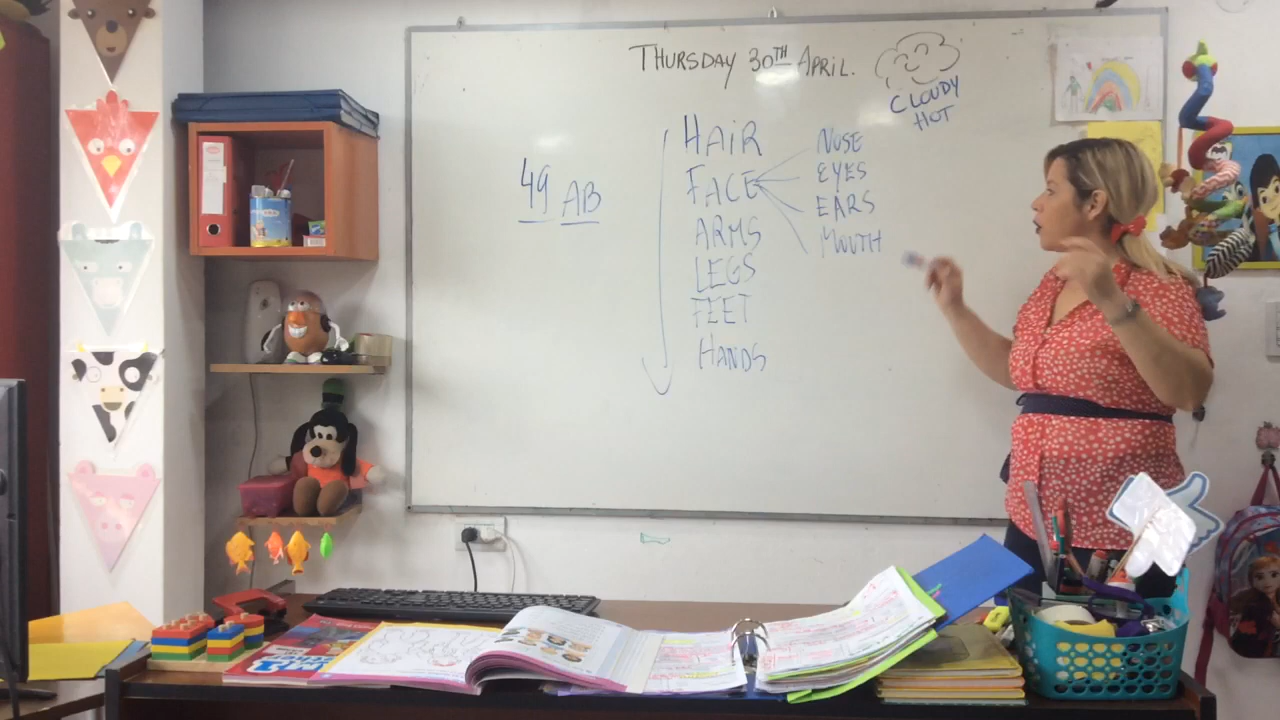 THURSDAY 30TH APRIL.
CLOUDY
HOT
49 AB
HAIR
FACE
ARMS
LEGS
FEET
HANDS
NOSE
EYES
EARS
MOUTH